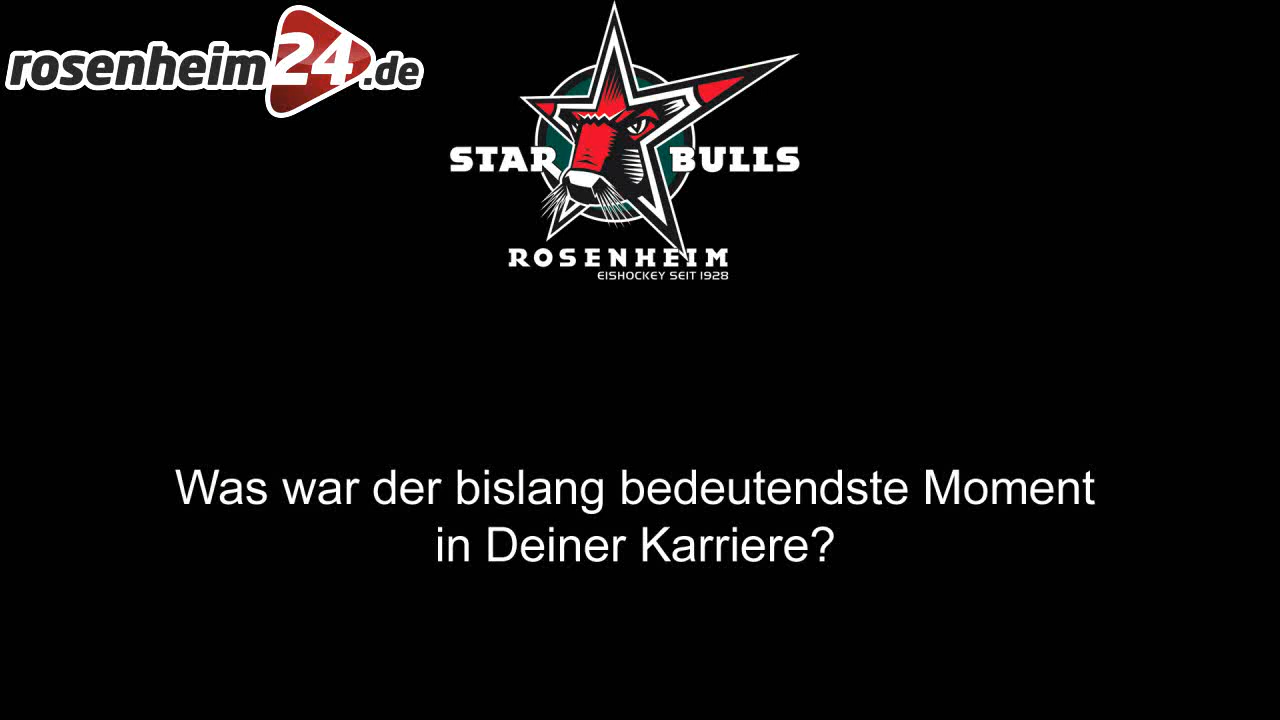 rosenheim24.de
STAR BULLS
ROSENHEIM
EISHOCKEY SEIT 1928
Was war der bislang bedeutendste Moment
in Deiner Karriere?